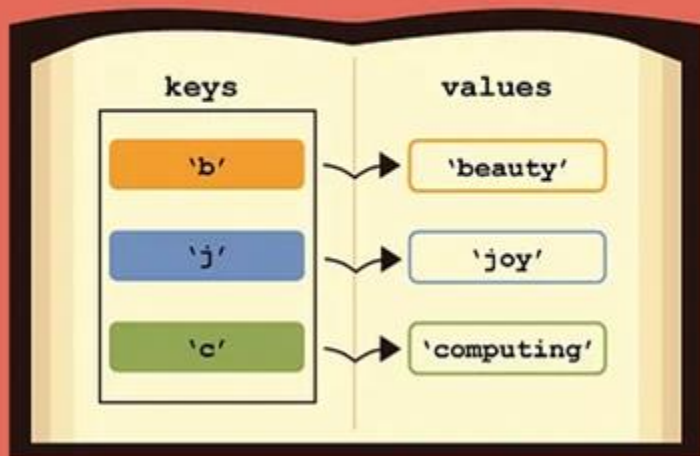 keys values
‘b’ ‘beauty’
‘j’ ‘joy’
‘c’ ‘computing’